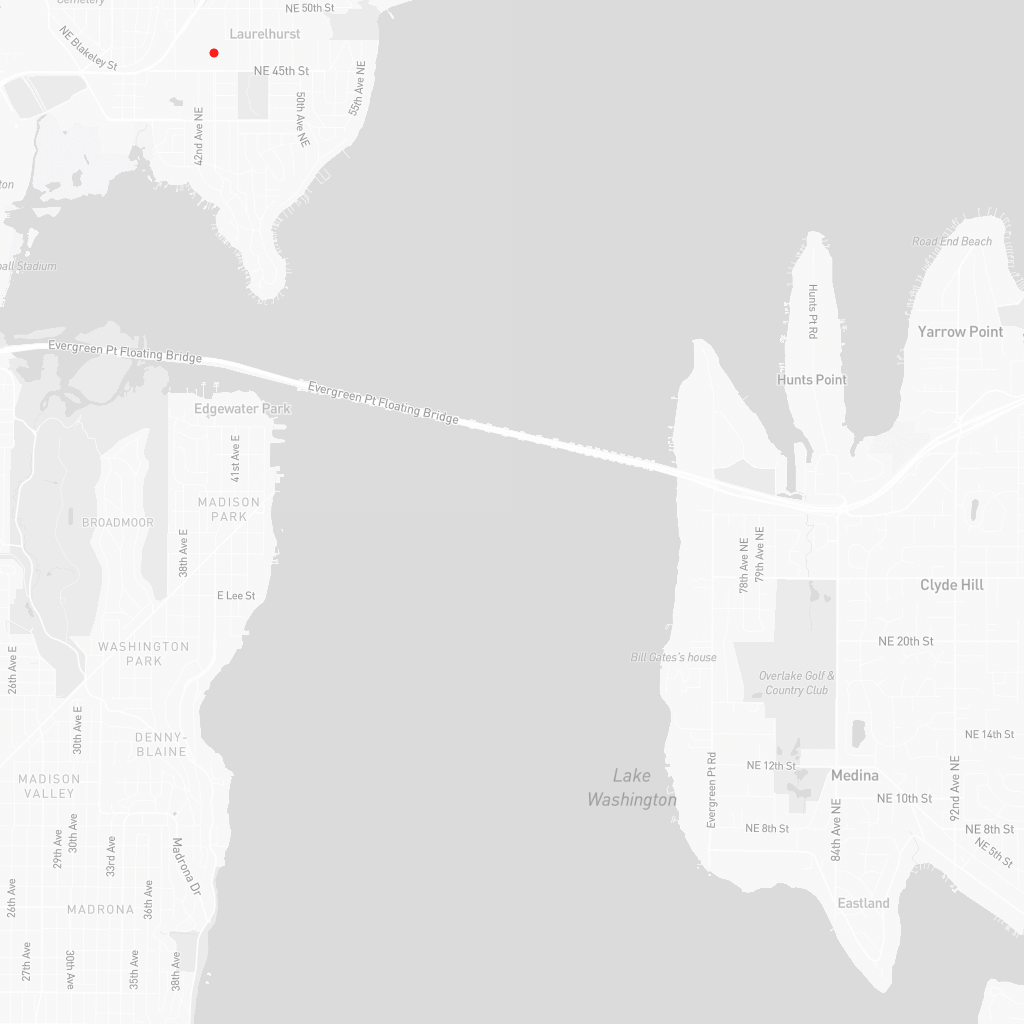 Cemetery
NE 50th St
Laurelhurst
NE Blakeley St
NE 45th St
55th Ave NE
50th Ave NE
42nd Ave NE
Road End Beach
Hunts Pt Rd
Yarrow Point
Evergreen Pt Floating Bridge
Hunts Point
Evergreen Pt Floating Bridge
Edgewater Park
41st Ave E
MADISON
PARK
BROADMOOR
38th Ave E
78th Ave NE
79th Ave NE
Clyde Hill
E Lee St
NE 20th St
WASHINGTON
PARK
26th Ave E
Bill Gates's house
Overlake Golf &
Country Club
30th Ave E
DENNY-
BLAINE
NE 14th St
NE 12th St
Lake
Washington
Medina
MADISON
VALLEY
Evergreen Pt Rd
92nd Ave NE
NE 10th St
NE 8th St
NE 8th St
84th Ave NE
NE 5th St
29th Ave
30th Ave
33rd Ave
Madrona Dr
26th Ave
36th Ave
MADRONA
Eastland
27th Ave
30th Ave
35th Ave
38th Ave